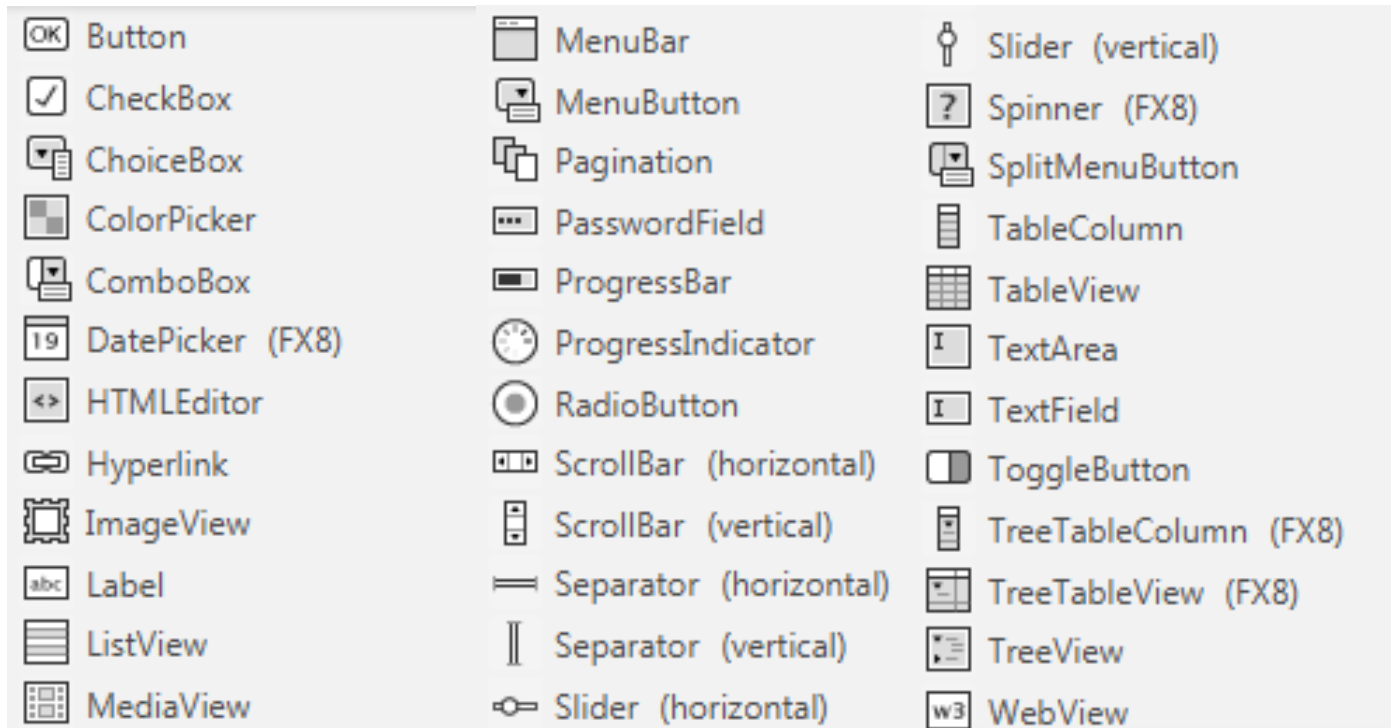 OK Button
CheckBox
ChoiceBox
ColorPicker
ComboBox
19 DatePicker (FX8)
<> HTMLEditor
Hyperlink
ImageView
abc Label
ListView
MediaView
MenuBar
MenuButton
Pagination
PasswordField
ProgressBar
ProgressIndicator
RadioButton
ScrollBar (horizontal)
ScrollBar (vertical)
Separator (horizontal)
Separator (vertical)
Slider (horizontal)
Slider (vertical)
? Spinner (FX8)
SplitMenuButton
TableColumn
TableView
I TextArea
I TextField
ToggleButton
TreeTableColumn (FX8)
TreeTableView (FX8)
TreeView
w3 WebView